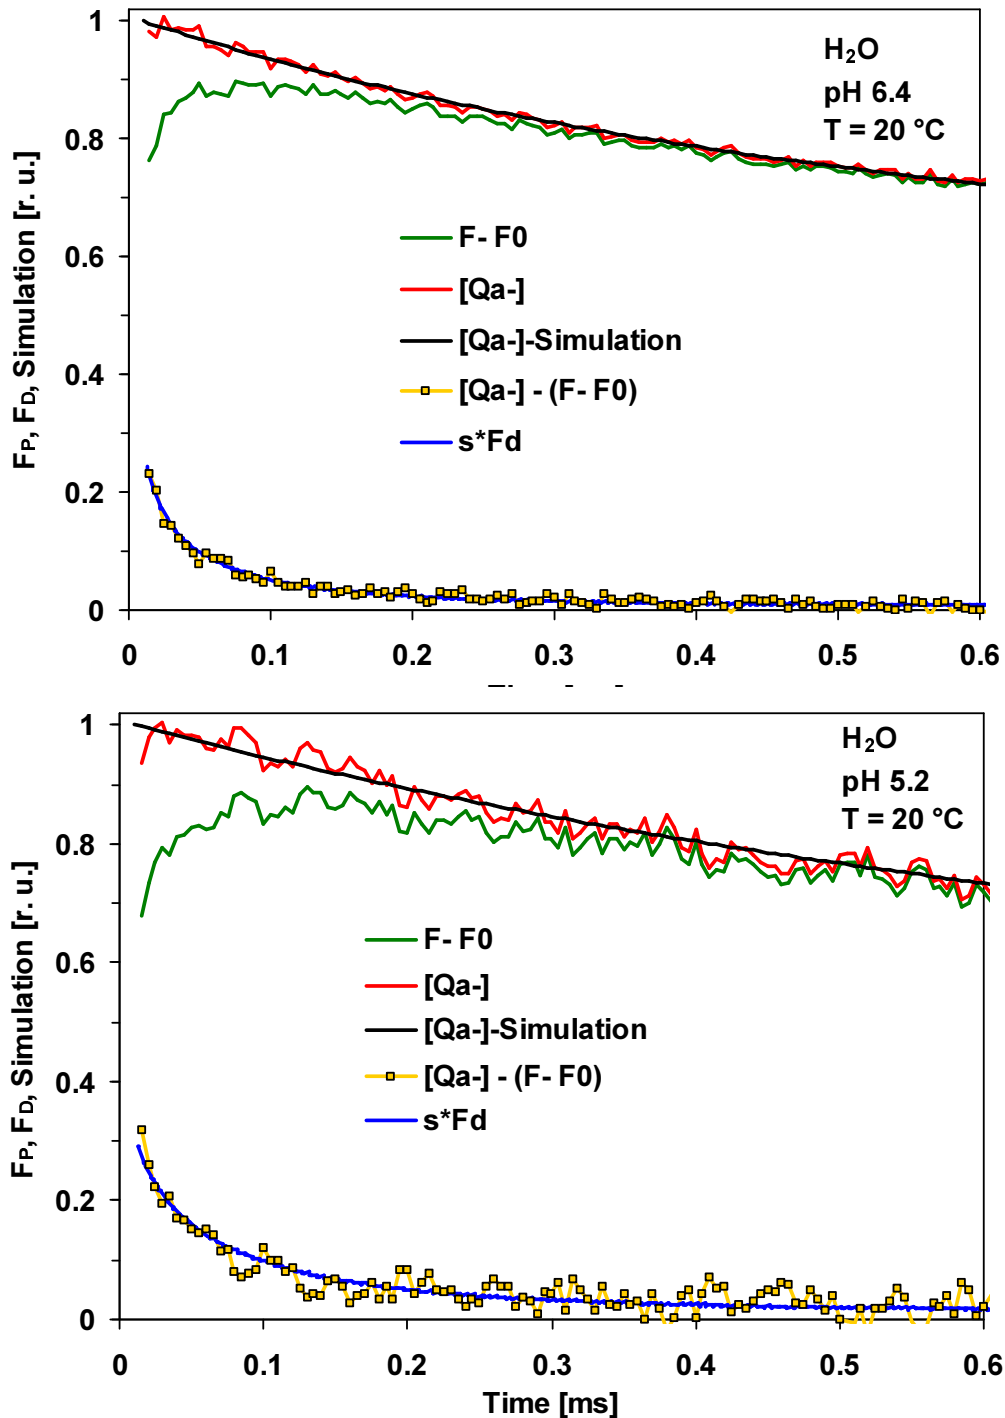 1
0.8
0.6
0.4
0.2
0
FP, FD, Simulation [r. u.]
H2O
pH 6.4
T = 20 °C
F- F0
[Qa-]
[Qa-]-Simulation
[Qa-] - (F- F0)
s*Fd
0 0.1 0.2 0.3 0.4 0.5 0.6
1
0.8
0.6
0.4
0.2
0
FP, FD, Simulation [r. u.]
H2O
pH 5.2
T = 20 °C
F- F0
[Qa-]
[Qa-]-Simulation
[Qa-] - (F- F0)
s*Fd
0 0.1 0.2 0.3 0.4 0.5 0.6
Time [ms]